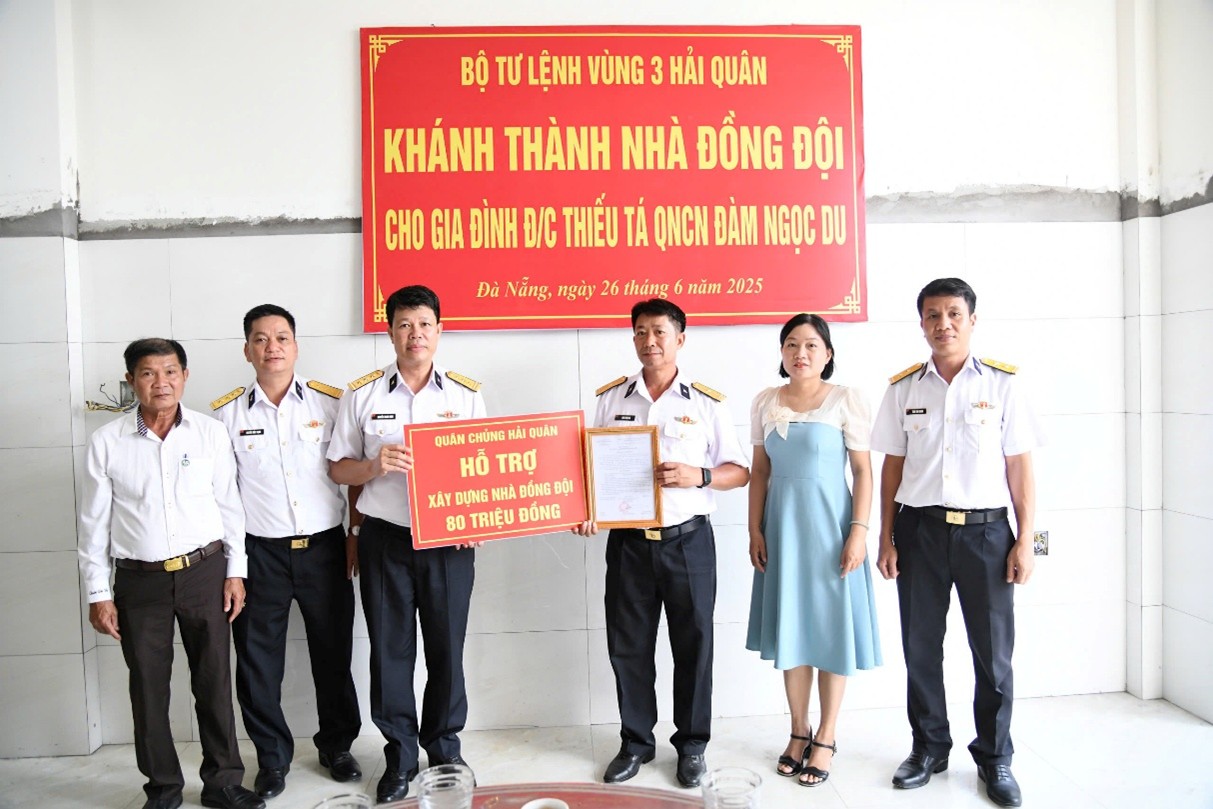 BỘ TƯ LỆNH VÙNG 3 HẢI QUÂN
KHÁNH THÀNH NHÀ ĐỒNG ĐỘI
CHO GIA ĐÌNH Đ/C THIẾU TÁ QNCN ĐÀM NGỌC DU
Đà Nẵng, ngày 26 tháng 6 năm 2025
QUÂN CHỦNG HẢI QUÂN
HỖ TRỢ
XÂY DỰNG NHÀ ĐỒNG ĐỘI
80 TRIỆU ĐỒNG